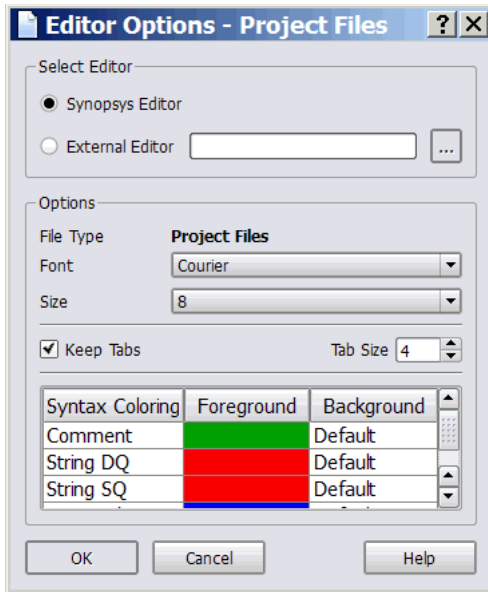 Editor Options - Project Files ? X
Select Editor
Synopsys Editor
External Editor ...
Options
File Type Project Files
Font Courier
Size 8
Keep Tabs Tab Size 4
Syntax Coloring Foreground Background
Comment Default
String DQ Default
String SQ Default
OK Cancel Help